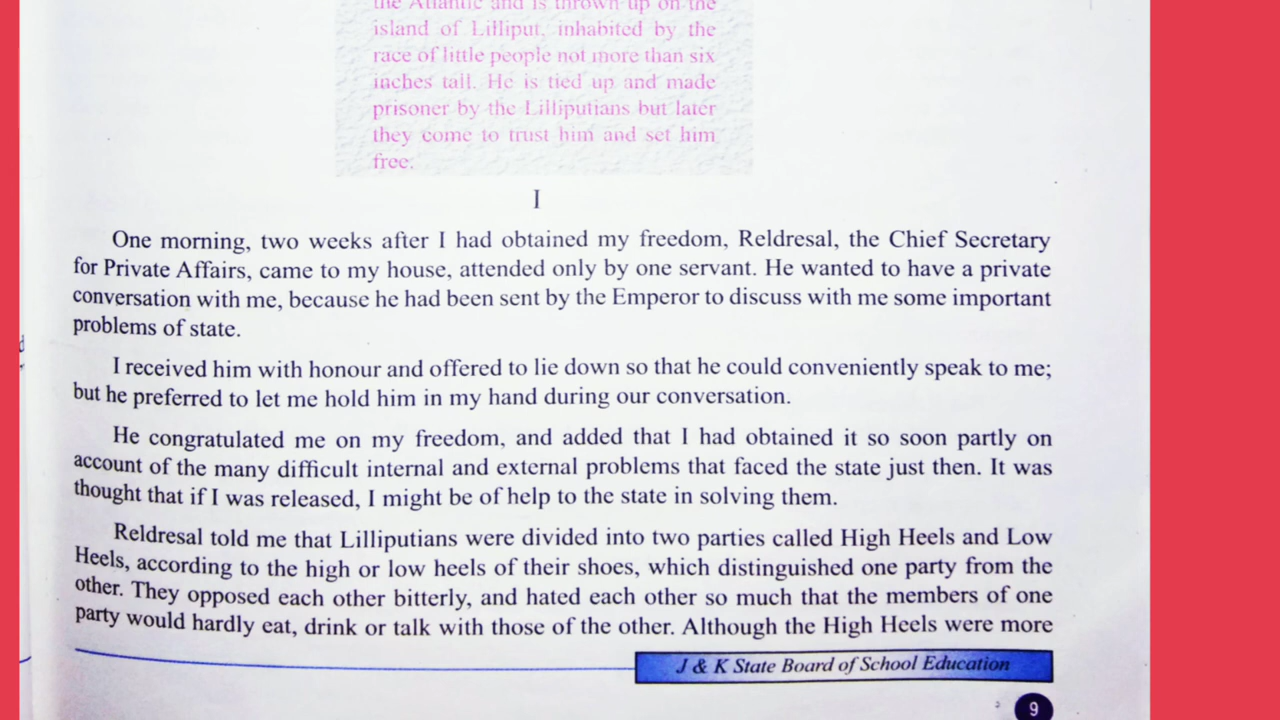 the Atlantic and is thrown up on the
island of Lilliput, inhabited by the
race of little people not more than six
inches tall. He is tied up and made
prisoner by the Lilliputians but later
they come to trust him and set him
free.
I
One morning, two weeks after I had obtained my freedom, Reldresal, the Chief Secretary
for Private Affairs, came to my house, attended only by one servant. He wanted to have a private
conversation with me, because he had been sent by the Emperor to discuss with me some important
problems of state.
I received him with honour and offered to lie down so that he could conveniently speak to me;
but he preferred to let me hold him in my hand during our conversation.
He congratulated me on my freedom, and added that I had obtained it so soon partly on
account of the many difficult internal and external problems that faced the state just then. It was
thought that if I was released, I might be of help to the state in solving them.
Reldresal told me that Lilliputians were divided into two parties called High Heels and Low
Heels, according to the high or low heels of their shoes, which distinguished one party from the
other. They opposed each other bitterly, and hated each other so much that the members of one
party would hardly eat, drink or talk with those of the other. Although the High Heels were more
J & K State Board of School Education
9